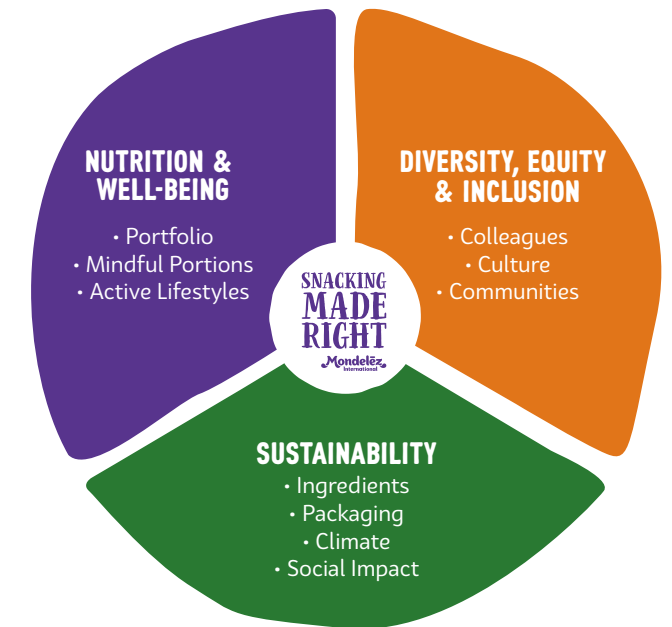 NUTRITION &
WELL-BEING
• Portfolio
• Mindful Portions
• Active Lifestyles
DIVERSITY, EQUITY
& INCLUSION
• Colleagues
• Culture
• Communities
SNACKING
MADE
RIGHT
Mondelēz
International
SUSTAINABILITY
• Ingredients
• Packaging
• Climate
• Social Impact